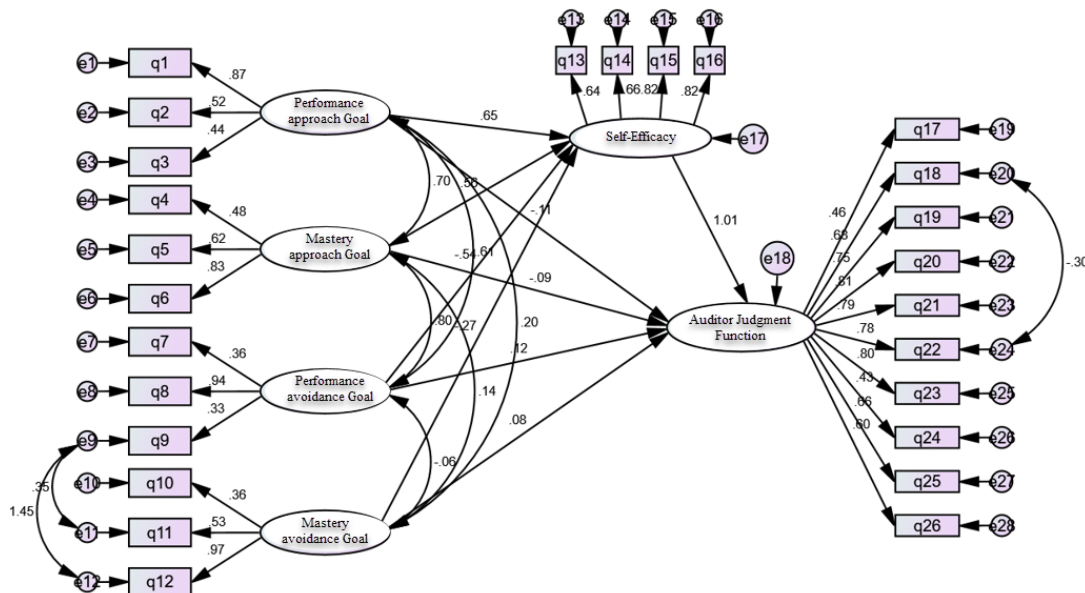 e13
e14
e15
e16
q13
q14
q15
q16
.64
.66
.82
.82
e1
q1
.87
e2
q2
.52
Performance
approach Goal
e3
q3
.44
.65
Self-Efficacy
e17
e4
q4
.48
.70
.56
-.11
e5
q5
.62
Mastery
approach Goal
e6
q6
.83
-.54
.61
-.09
1.01
e18
e7
q7
.36
.80
.27
.20
.12
Auditor Judgment
Function
e8
q8
.94
Performance
avoidance Goal
e9
q9
.33
.14
.08
-.06
e10
q10
.36
.35
1.45
e11
q11
.53
Mastery
avoidance Goal
e12
q12
.97
q17
e19
.46
q18
e20
.68
q19
e21
.75
q20
e22
.81
-.30
q21
e23
.79
q22
e24
.78
q23
e25
.80
q24
e26
.43
q25
e27
.66
q26
e28
.60